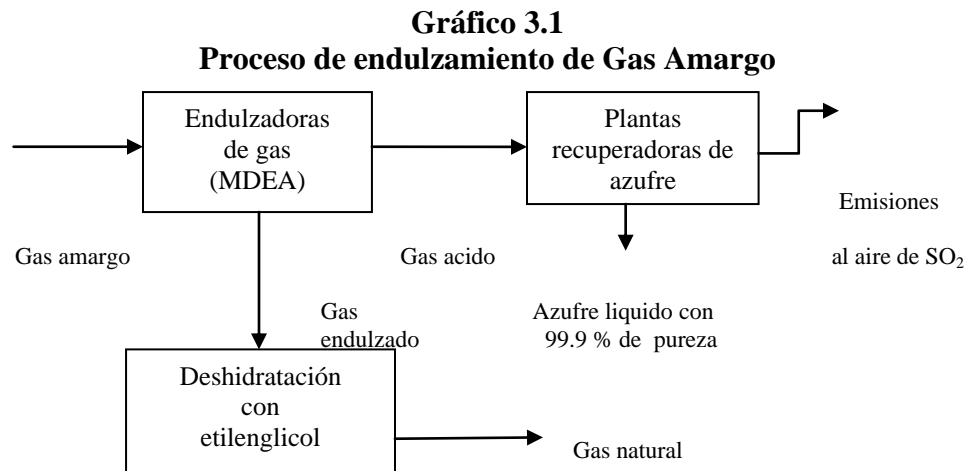 Gráfico 3.1
Proceso de endulzamiento de Gas Amargo
Endulzadoras
de gas
(MDEA)
Plantas
recuperadoras de
azufre
Emisiones
al aire de SO₂
Gas amargo
Gas acido
Gas
endulzado
Azufre liquido con
99.9 % de pureza
Deshidratación
con
etilenglicol
Gas natural